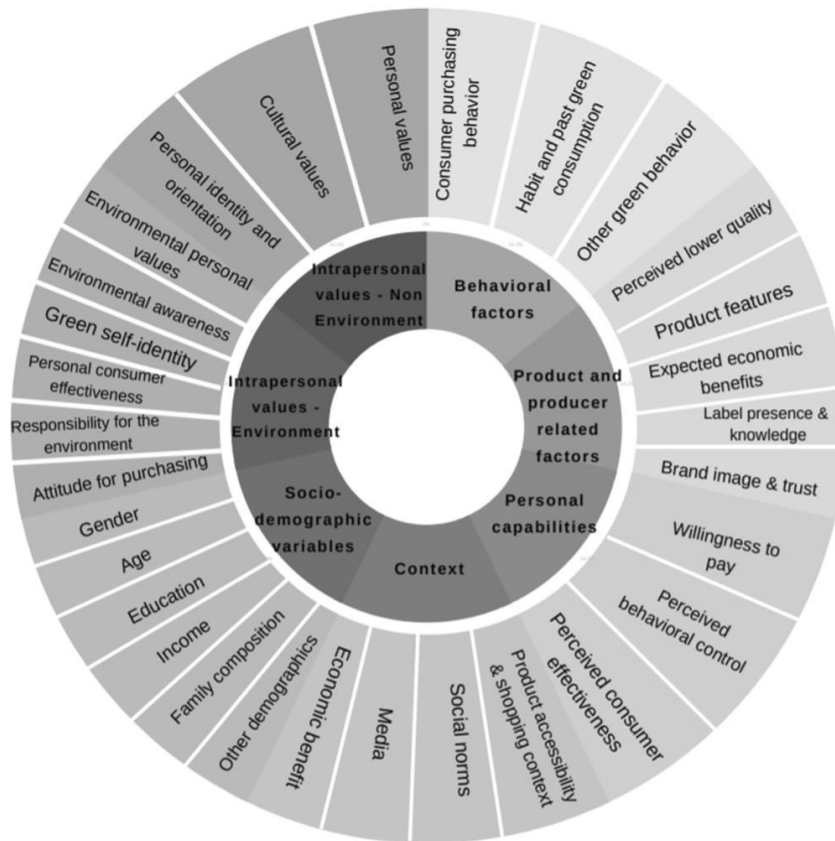 Intrapersonal
values - Non
Environment
Behavioral
factors
Product and
producer
related
factors
Personal
capabilities
Context
Socio-
demographic
variables
Intrapersonal
values -
Environment
Consumer purchasing
behavior
Habit and past green
consumption
Other green behavior
Perceived lower quality
Product features
Expected economic
benefits
Label presence &
knowledge
Brand image & trust
Willingness to
pay
Perceived
behavioral control
Perceived consumer
effectiveness
Product accessibility
& shopping context
Social norms
Media
Economic benefit
Other demographics
Family composition
Income
Education
Age
Gender
Attitude for purchasing
Responsibility for the
environment
Personal consumer
effectiveness
Green self-identity
Environmental awareness
Environmental personal
values
Personal identity and
orientation
Cultural values
Personal values